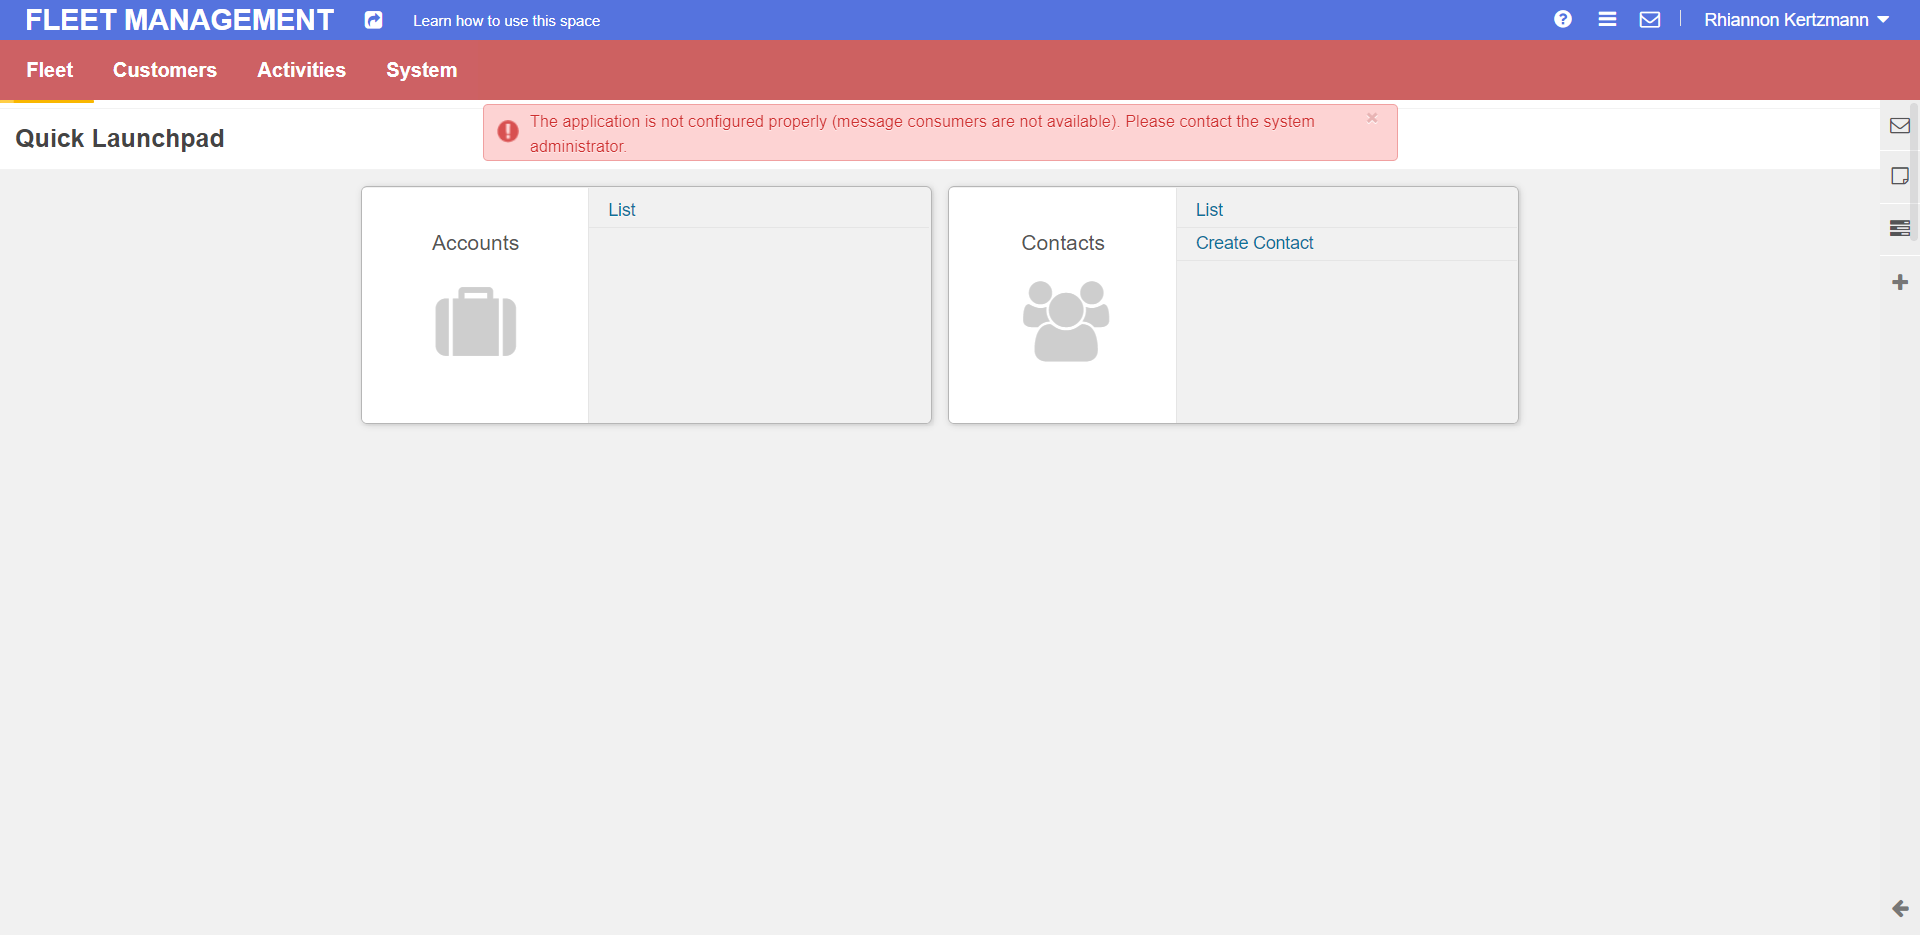 FLEET MANAGEMENT
Learn how to use this space
Rhiannon Kertzmann
Fleet
Customers
Activities
System
The application is not configured properly (message consumers are not available). Please contact the system
administrator.
Quick Launchpad
Accounts
List
Contacts
List
Create Contact